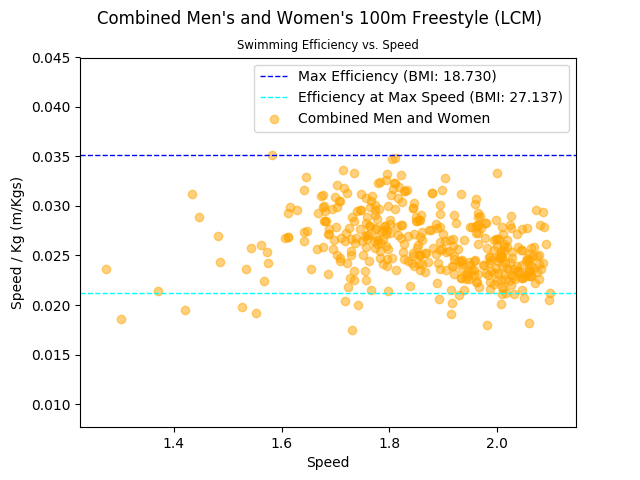 Combined Men's and Women's 100m Freestyle (LCM)
Swimming Efficiency vs. Speed
0.045
0.040
0.035
0.030
0.025
0.020
0.015
0.010
Speed / Kg (m/Kgs)
Max Efficiency (BMI: 18.730)
Efficiency at Max Speed (BMI: 27.137)
Combined Men and Women
1.4 1.6 1.8 2.0
Speed